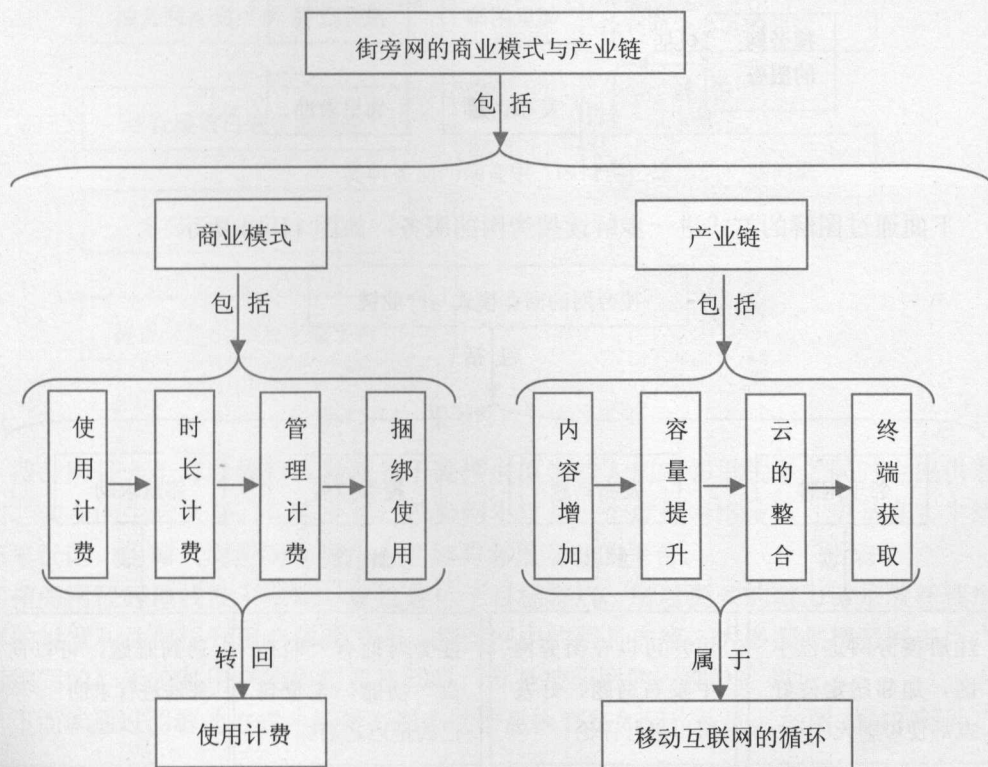 街旁网的商业模式与产业链
包括
商业模式
产业链
包括
包括
使用计费
时长计费
管理计费
捆绑使用
内容增加
容量提升
云的整合
终端获取
转回
属于
使用计费
移动互联网的循环